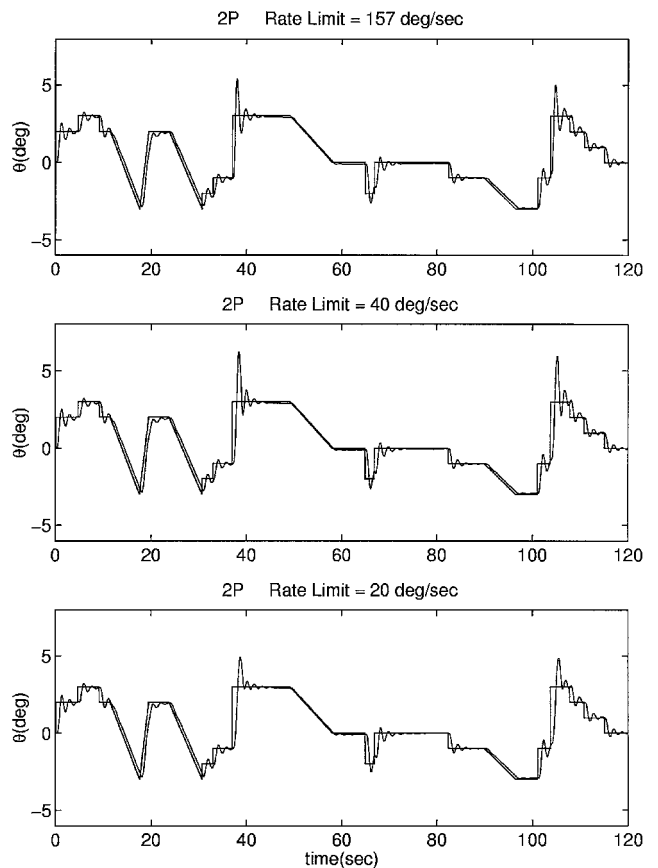 2P Rate Limit = 157 deg/sec
θ(deg)
5
0
−5
0 20 40 60 80 100 120
2P Rate Limit = 40 deg/sec
θ(deg)
5
0
−5
0 20 40 60 80 100 120
2P Rate Limit = 20 deg/sec
θ(deg)
5
0
−5
0 20 40 60 80 100 120
time(sec)